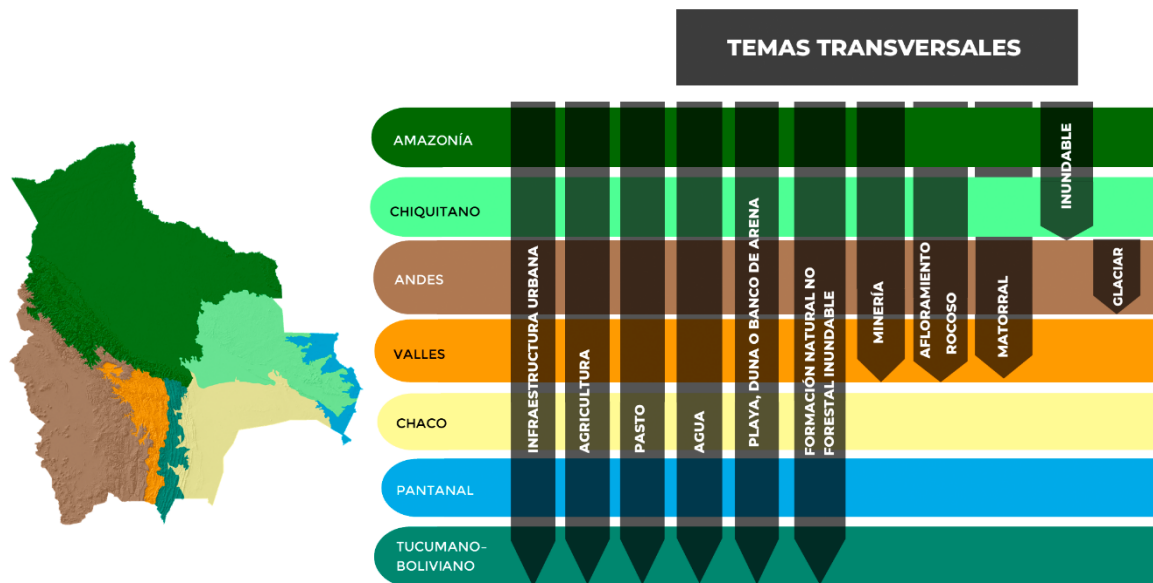 TEMAS TRANSVERSALES
AMAZONÍA
CHIQUITANO
ANDES
VALLES
CHACO
PANTANAL
TUCUMANO-
BOLIVIANO
INFRAESTRUCTURA URBANA
AGRICULTURA
PASTO
AGUA
PLAYA, DUNA O BANCO DE ARENA
FORMACIÓN NATURAL NO
FORESTAL INUNDABLE
MINERÍA
AFLORAMIENTO
ROCOSO
MATORRAL
INUNDABLE
GLACIAR